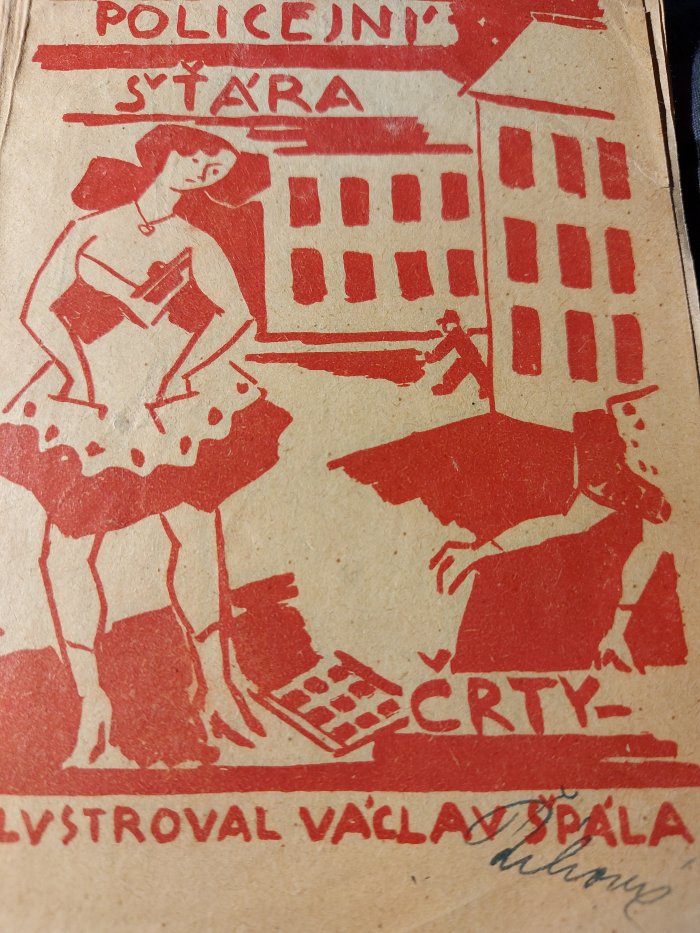 POLICEJNÍ
ŠŤÁRA
ČRTY–
LVSTROVAL VÁCLAV ŠPÁLA